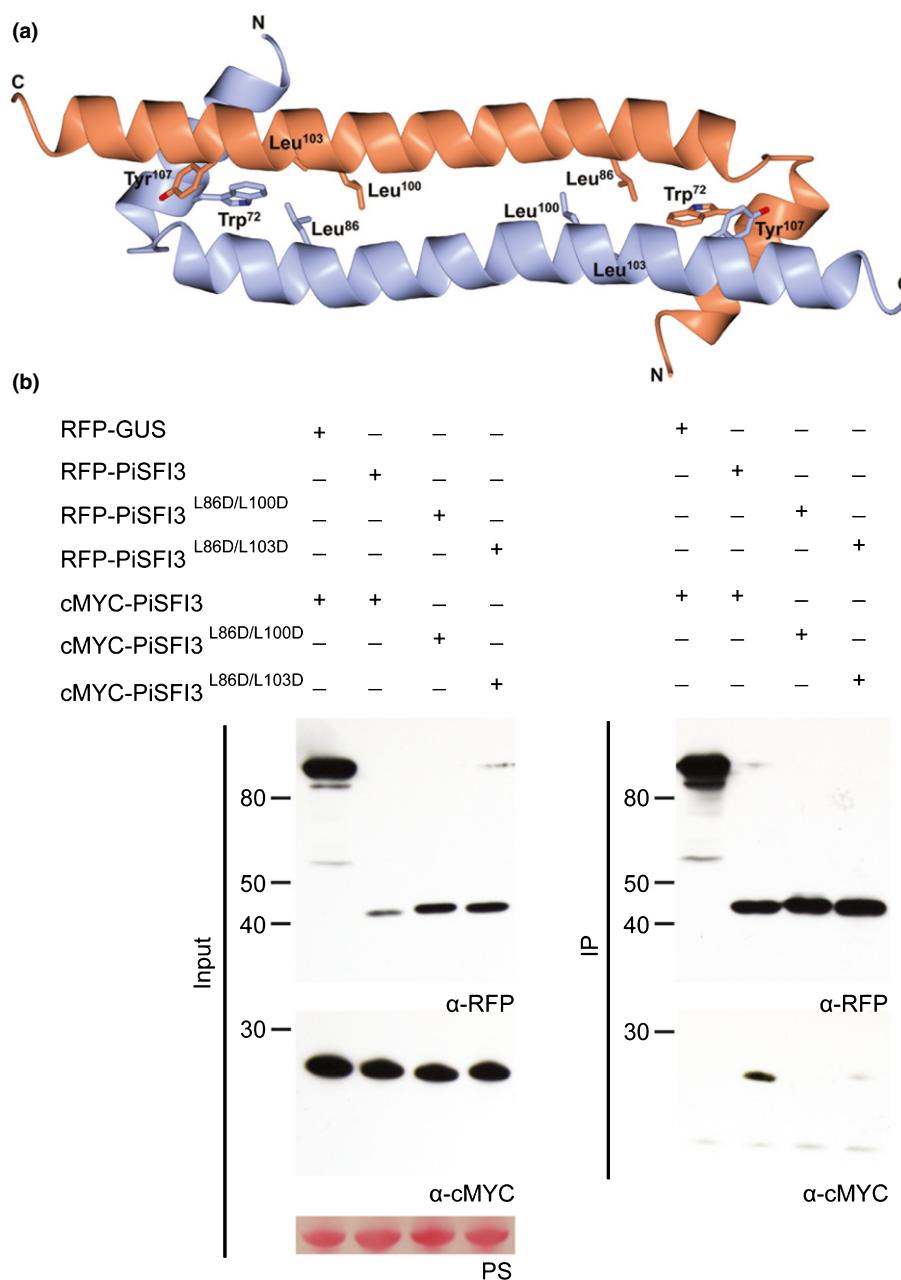 (a)
N
C
Leu103
Tyr107
Leu100
Leu86
Trp72
Trp72
Leu86
Leu100
Tyr107
Leu103
C
N
(b)
RFP-GUS + – – – + – – –
RFP-PiSFI3 – + – – – + – –
RFP-PiSFI3 L86D/L100D – – + – – – + –
RFP-PiSFI3 L86D/L103D – – – + – – – +
cMYC-PiSFI3 + + – – + + – –
cMYC-PiSFI3 L86D/L100D – – + – – – + –
cMYC-PiSFI3 L86D/L103D – – – + – – – +
80
50
40
Input
α-RFP
30
α-cMYC
PS
80
50
40
IP
α-RFP
30
α-cMYC